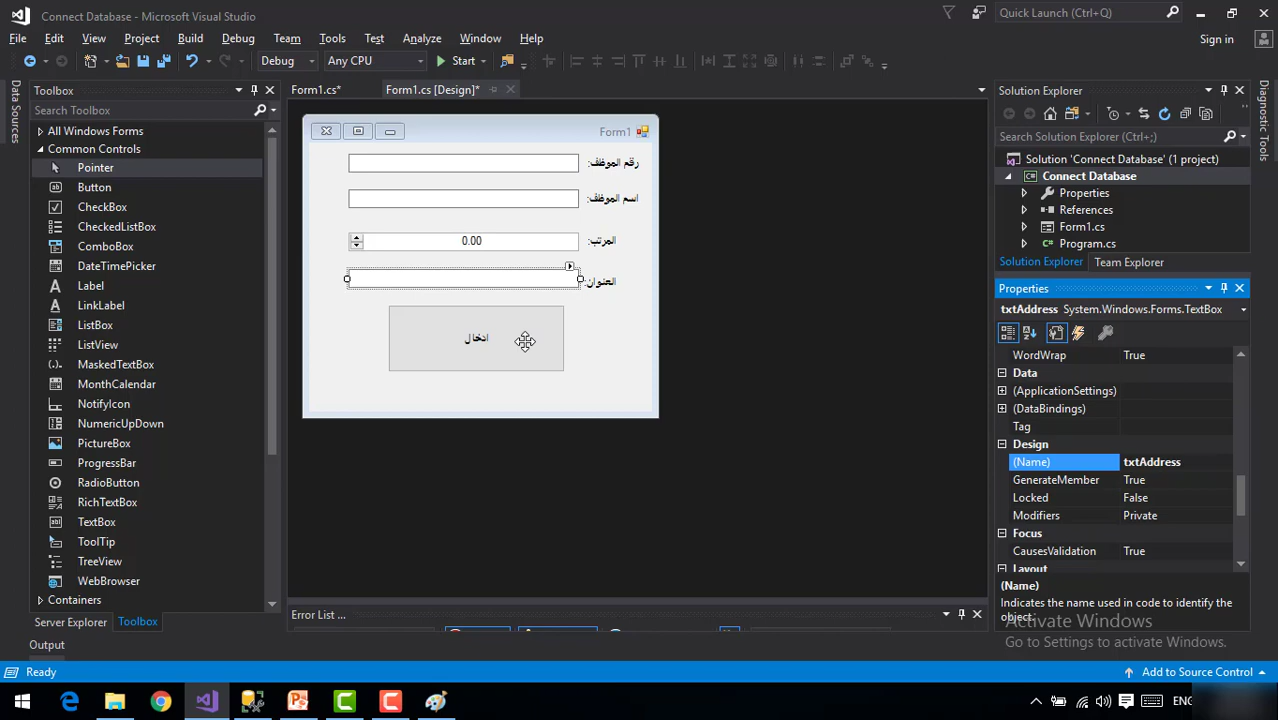 Connect Database - Microsoft Visual Studio
Quick Launch (Ctrl+Q)
File Edit View Project Build Debug Team Tools Test Analyze Window Help
Sign in
Debug Any CPU Start
Data Sources
Toolbox
Search Toolbox
All Windows Forms
Common Controls
Pointer
Button
CheckBox
CheckedListBox
ComboBox
DateTimePicker
Label
LinkLabel
ListBox
ListView
MaskedTextBox
MonthCalendar
NotifyIcon
NumericUpDown
PictureBox
ProgressBar
RadioButton
RichTextBox
TextBox
ToolTip
TreeView
WebBrowser
Containers
Server Explorer Toolbox
Form1.cs* Form1.cs [Design]*
Form1
رقم الموظف:
اسم الموظف:
المرتب:
0.00
العنوان:
ادخال
Error List ...
Solution Explorer
Search Solution Explorer (Ctrl+;)
Solution 'Connect Database' (1 project)
Connect Database
Properties
References
Form1.cs
Program.cs
Solution Explorer Team Explorer
Diagnostic Tools
Properties
txtAddress System.Windows.Forms.TextBox
WordWrap True
Data
(ApplicationSettings)
(DataBindings)
Tag
Design
(Name) txtAddress
GenerateMember True
Locked False
Modifiers Private
Focus
CausesValidation True
Layout
(Name)
Indicates the name used in code to identify the
object.
Activate Windows
Go to Settings to activate Windows.
Output
Ready
Add to Source Control
ENG